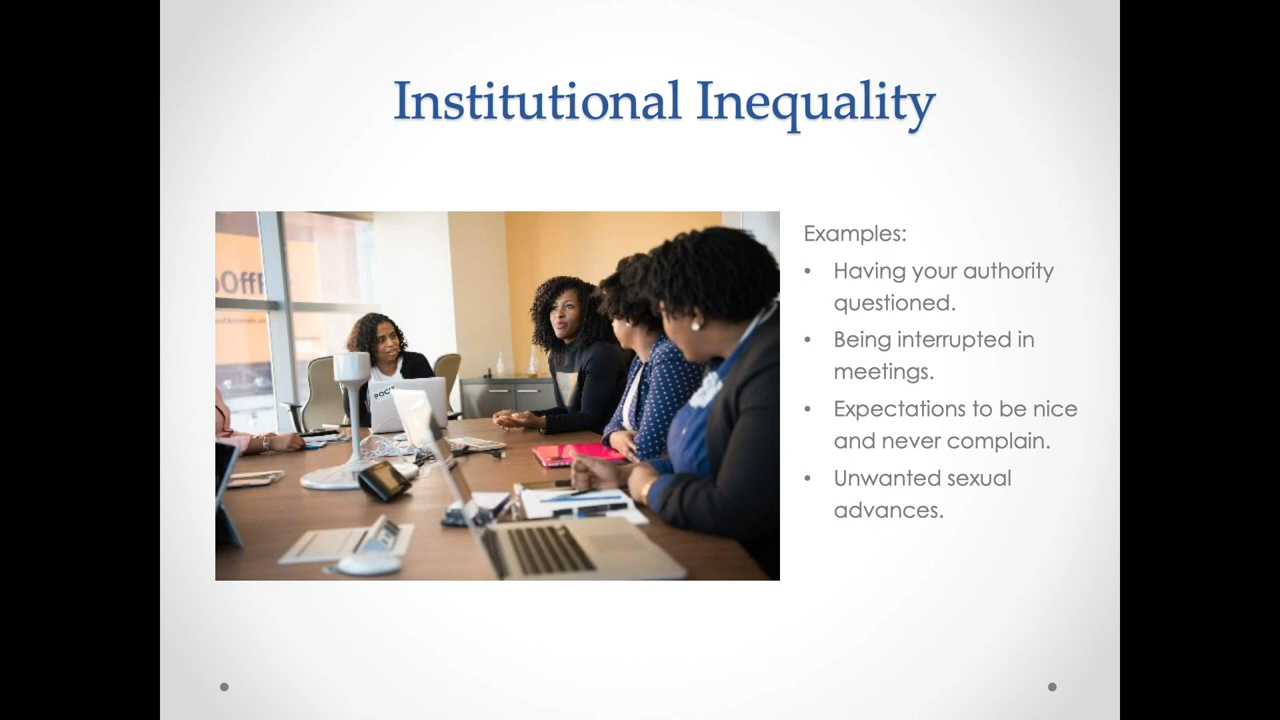 Institutional Inequality
Examples:
• Having your authority
questioned.
• Being interrupted in
meetings.
• Expectations to be nice
and never complain.
• Unwanted sexual
advances.